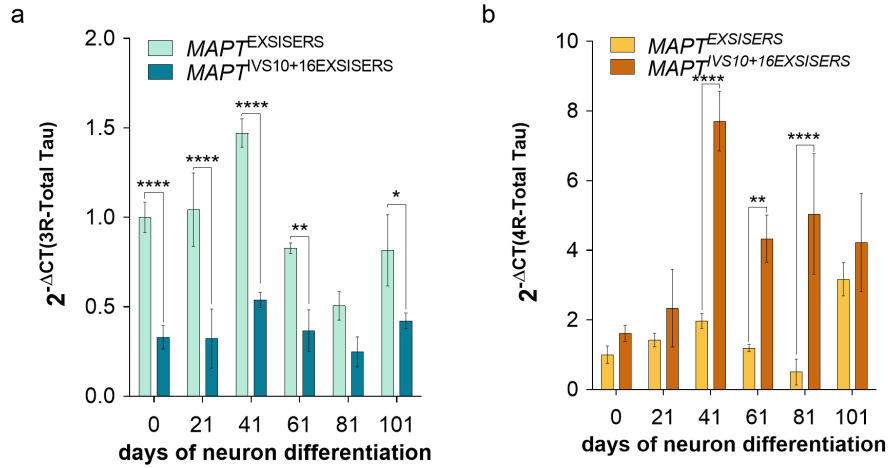 a
2.0
1.5
1.0
0.5
0.0
2-ΔCT(3R-Total Tau)
MAPTEXSISERS
MAPTIVS10+16EXSISERS
****
****
****
**
*
0 21 41 61 81 101
days of neuron differentiation
b
10
8
6
4
2
0
2-ΔCT(4R-Total Tau)
MAPTEXSISERS
MAPTIVS10+16EXSISERS
****
**
****
0 21 41 61 81 101
days of neuron differentiation